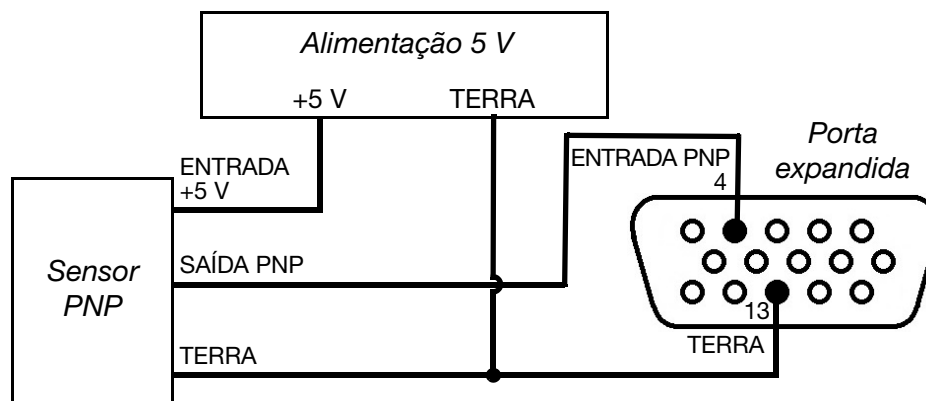 Alimentação 5 V
+5 V
TERRA
ENTRADA
+5 V
ENTRADA PNP
4
Porta
expandida
Sensor
PNP
SAÍDA PNP
13
TERRA
TERRA